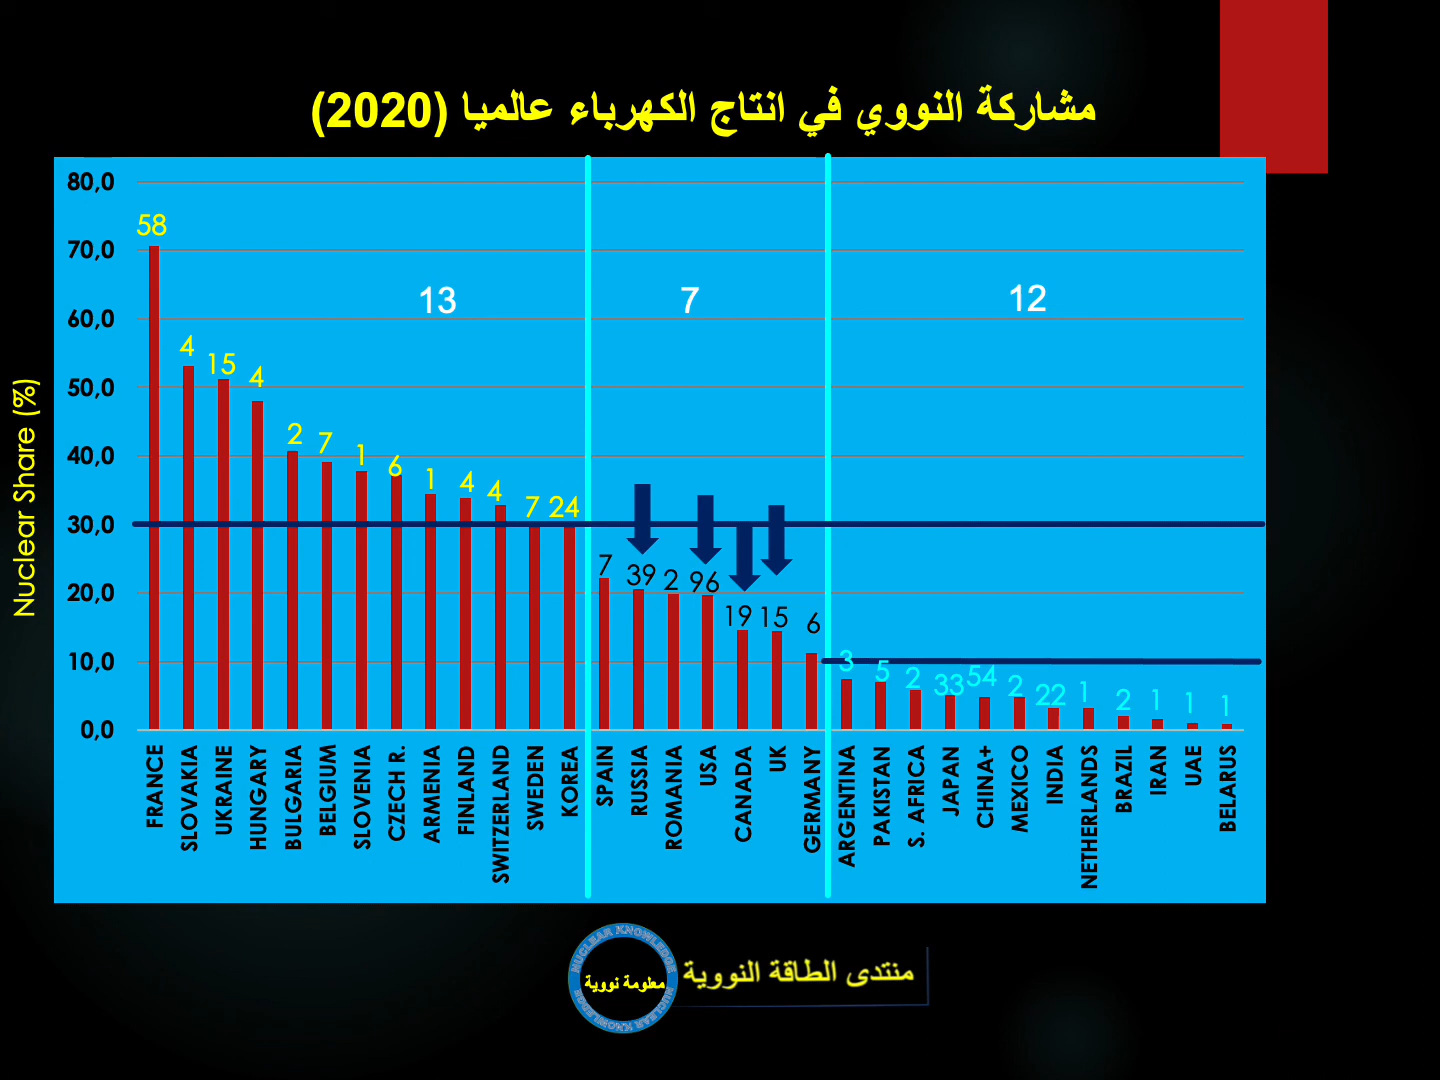 مشاركة النووي في انتاج الكهرباء عالميا (2020)
Nuclear Share (%)
80,0
70,0
60,0
50,0
40,0
30,0
20,0
10,0
0,0
13
7
12
58
4
15
4
2
7
1
6
1
4
4
7
24
7
39
2
96
19
15
6
3
5
2
33
54
2
22
1
2
1
1
1
FRANCE
SLOVAKIA
UKRAINE
HUNGARY
BULGARIA
BELGIUM
SLOVENIA
CZECH R.
ARMENIA
FINLAND
SWITZERLAND
SWEDEN
KOREA
SPAIN
RUSSIA
ROMANIA
USA
CANADA
UK
GERMANY
ARGENTINA
PAKISTAN
S. AFRICA
JAPAN
CHINA+
MEXICO
INDIA
NETHERLANDS
BRAZIL
IRAN
UAE
BELARUS
NUCLEAR KNOWLEDGE
معلومة نووية
NUCLEAR KNOWLEDGE
منتدى الطاقة النووية